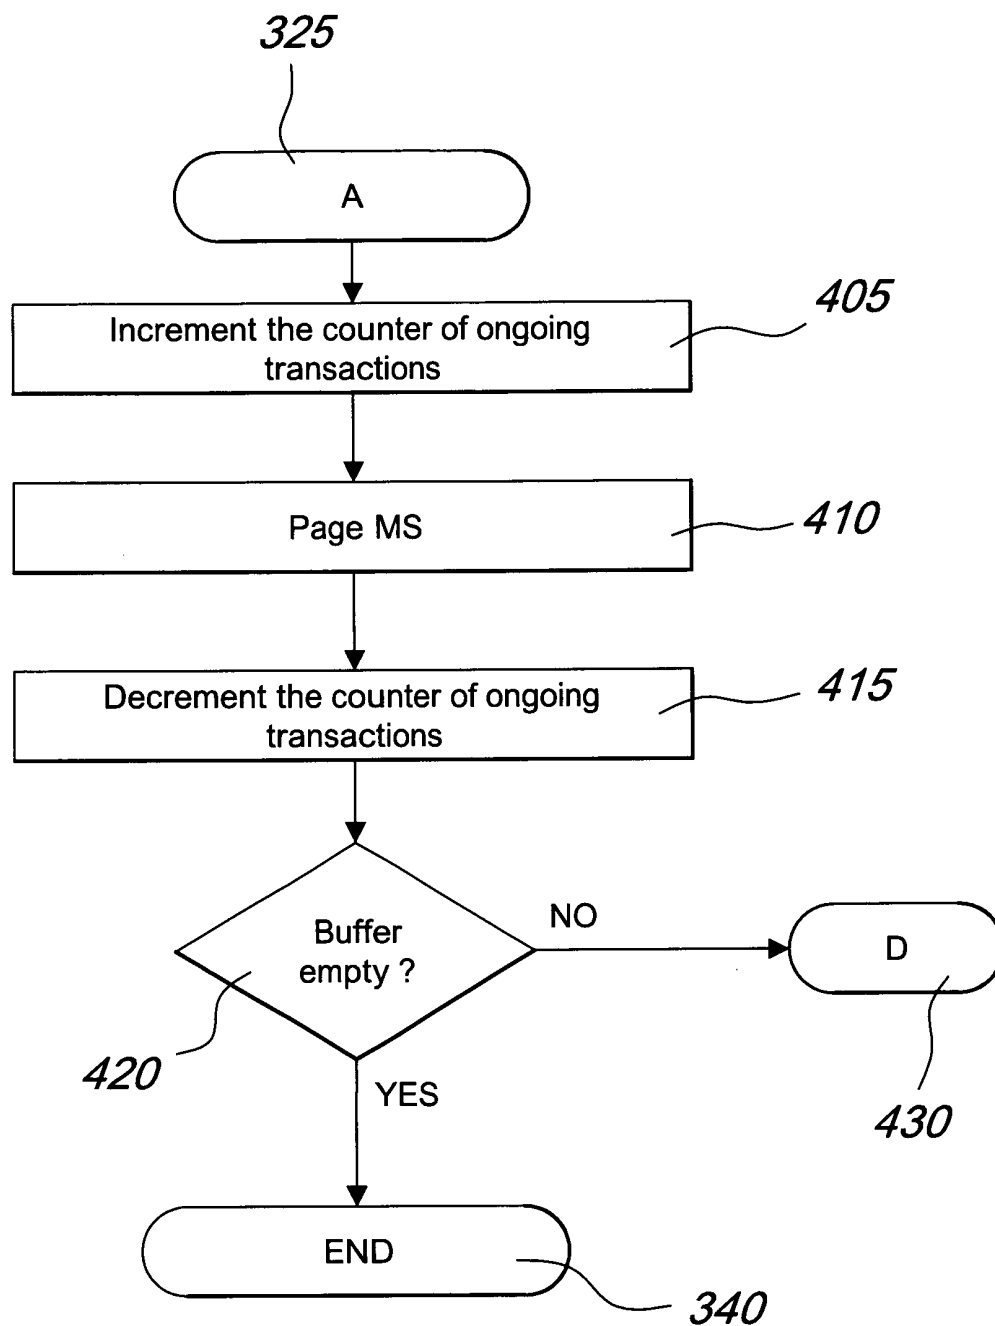 325
A
405
Increment the counter of ongoing
transactions
Page MS
410
415
Decrement the counter of ongoing
transactions
NO
Buffer
empty ?
D
420
YES
430
END
340